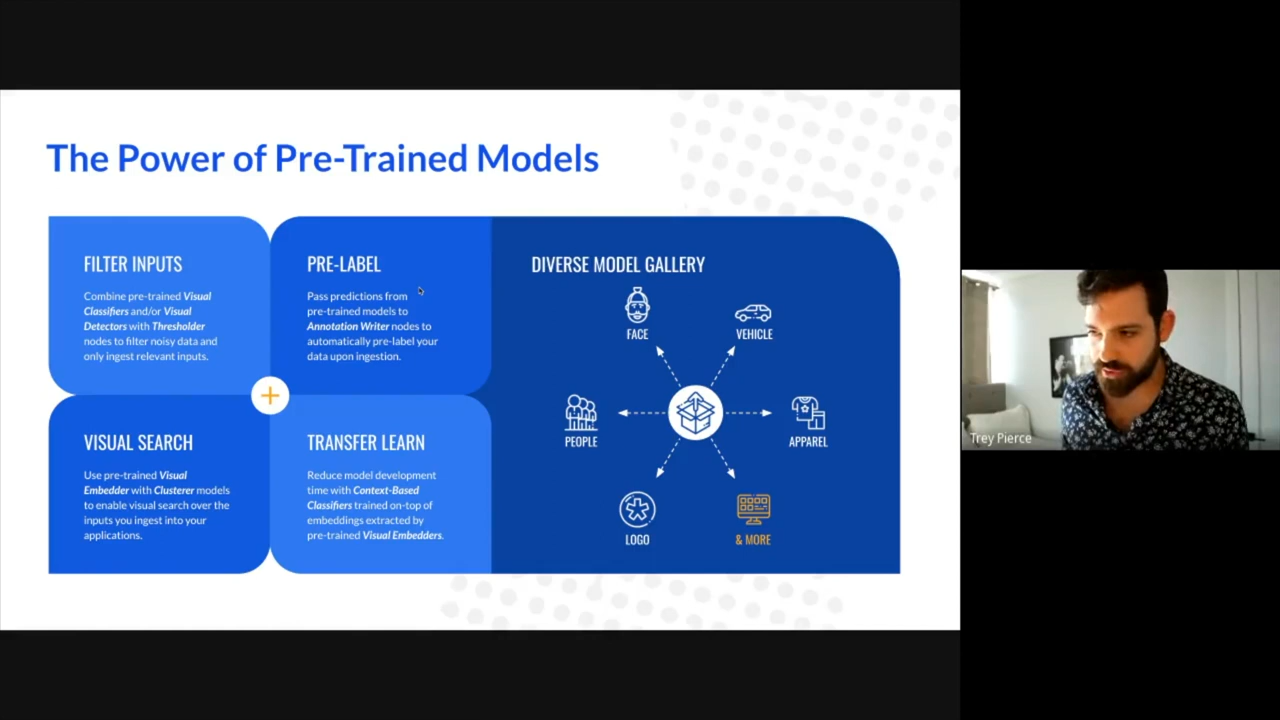 The Power of Pre-Trained Models
FILTER INPUTS
Combine pre-trained Visual
Classifiers and/or Visual
Detectors with Thresholder
nodes to filter noisy data and
only ingest relevant inputs.
PRE-LABEL
Pass predictions from
pre-trained models to
Annotation Writer nodes to
automatically pre-label your
data upon ingestion.
VISUAL SEARCH
Use pre-trained Visual
Embedder with Clusterer models
to enable visual search over the
inputs you ingest into your
applications.
TRANSFER LEARN
Reduce model development
time with Context-Based
Classifiers trained on-top of
embeddings extracted by
pre-trained Visual Embedders.
DIVERSE MODEL GALLERY
FACE
VEHICLE
PEOPLE
APPAREL
LOGO
& MORE
Trey Pierce